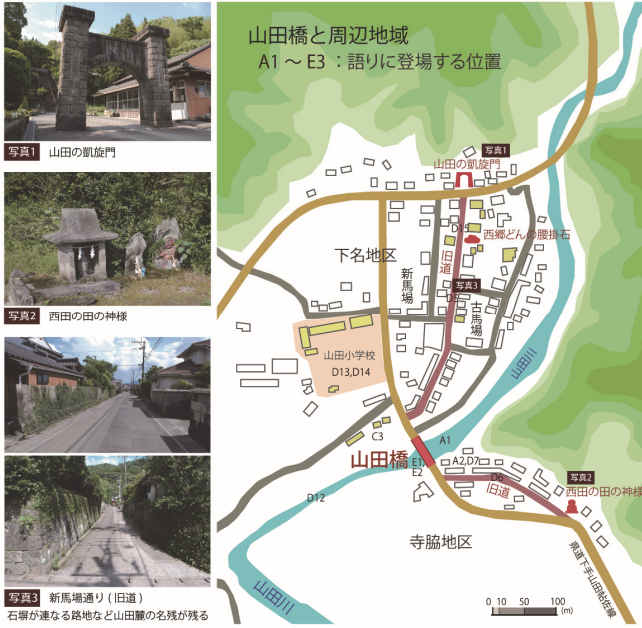 山田橋と周辺地域
A1 ～ E3 ：語りに登場する位置
写真1 山田の凱旋門
写真2 西田の田の神様
写真3 新馬場通り ( 旧道 )
石塀が連なる路地など山田麓の名残が残る
写真1
山田の凱旋門
D15
西郷どんの腰掛石
下名地区
旧道
新馬場
写真3
古馬場
山田小学校
D13,D14
山田川
C3
A1
山田橋
E1,
E2
A2,D7
D6
旧道
写真2
西田の田の神様
D12
寺脇地区
県道下手山田帖佐線
山田川
0 10 50 100
(m)